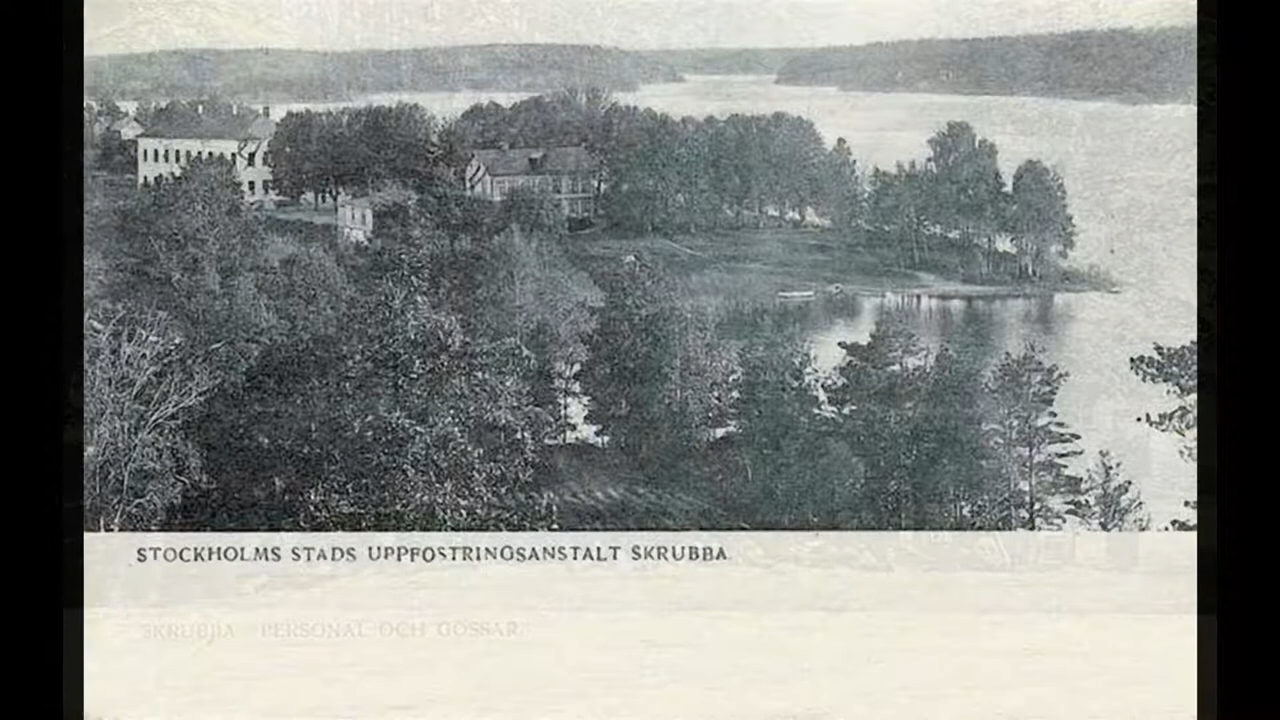 STOCKHOLMS STADS UPPFOSTRINGSANSTALT SKRUBBA.
SKRUBBA PERSONAL OCH GOSSAR.